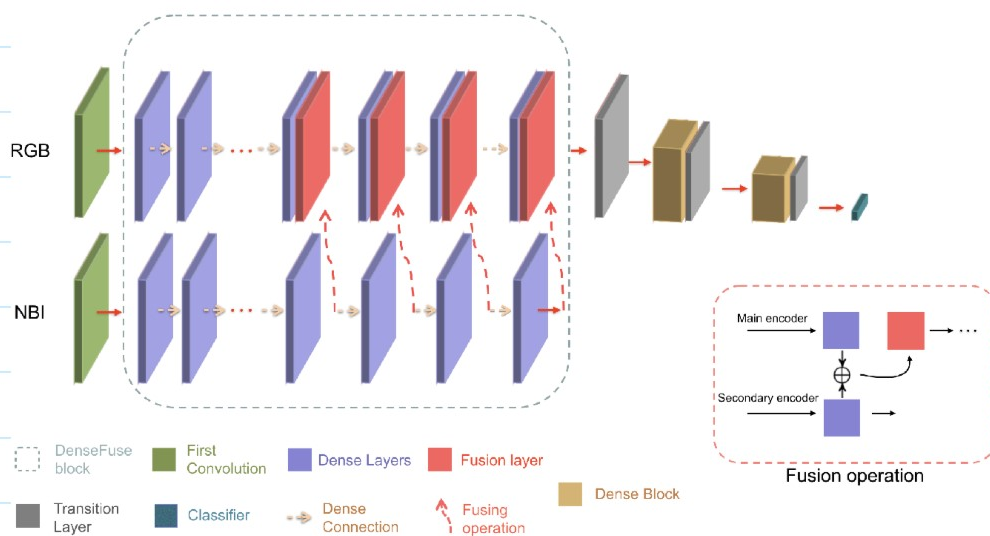 RGB
NBI
Main encoder
Secondary encoder
Fusion operation
DenseFuse
block
First
Convolution
Dense Layers
Fusion layer
Transition
Layer
Classifier
Dense
Connection
Fusing
operation
Dense Block